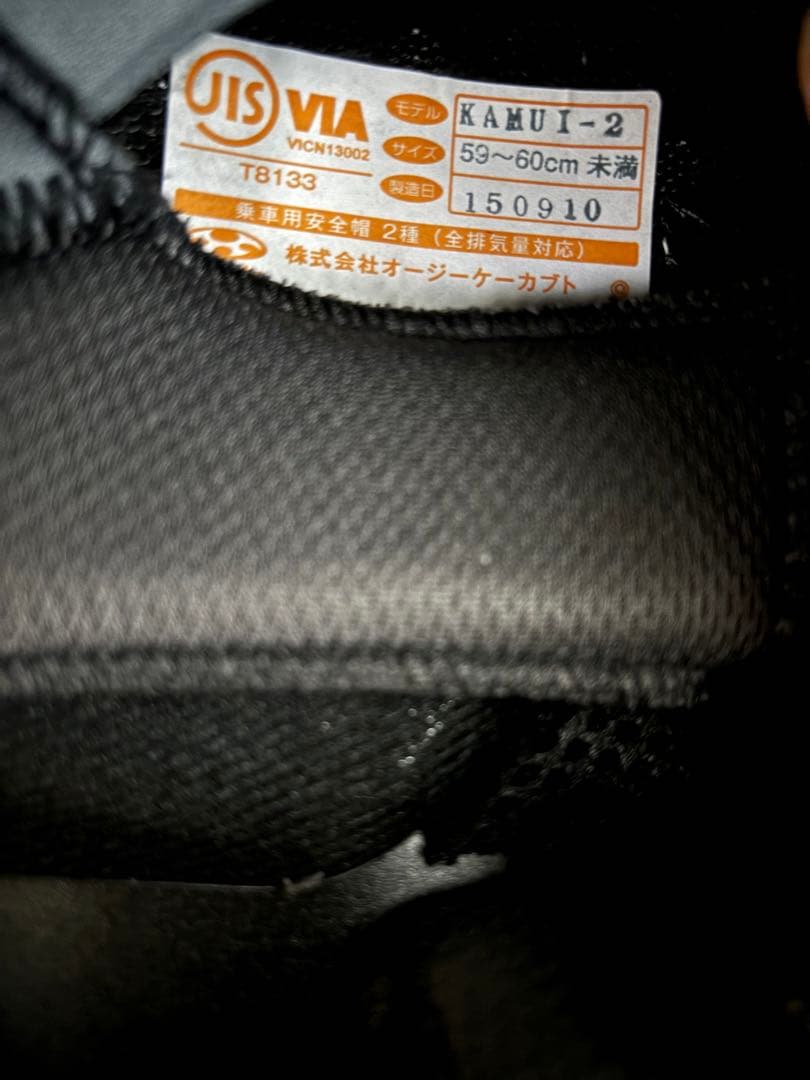 JIS VIA
VICN13002
T8133
モデル KAMUI-2
サイズ 59～60cm 未満
製造日 150910
乗車用安全帽 2種（全排気量対応）
株式会社オージーケーカブト